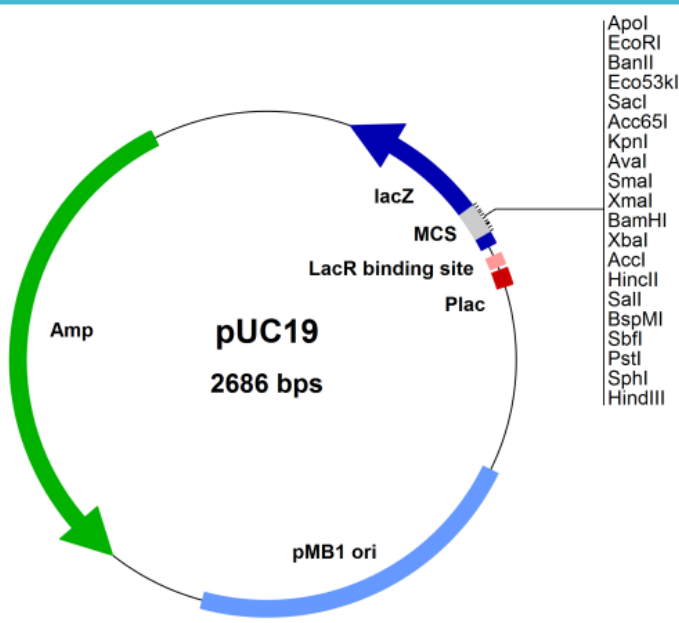 ApoI
EcoRI
BanII
Eco53kI
SacI
Acc65I
KpnI
AvaI
SmaI
XmaI
BamHI
XbaI
AccI
HincII
SalI
BspMI
SbfI
PstI
SphI
HindIII
lacZ
MCS
LacR binding site
Plac
Amp
pUC19
2686 bps
pMB1 ori